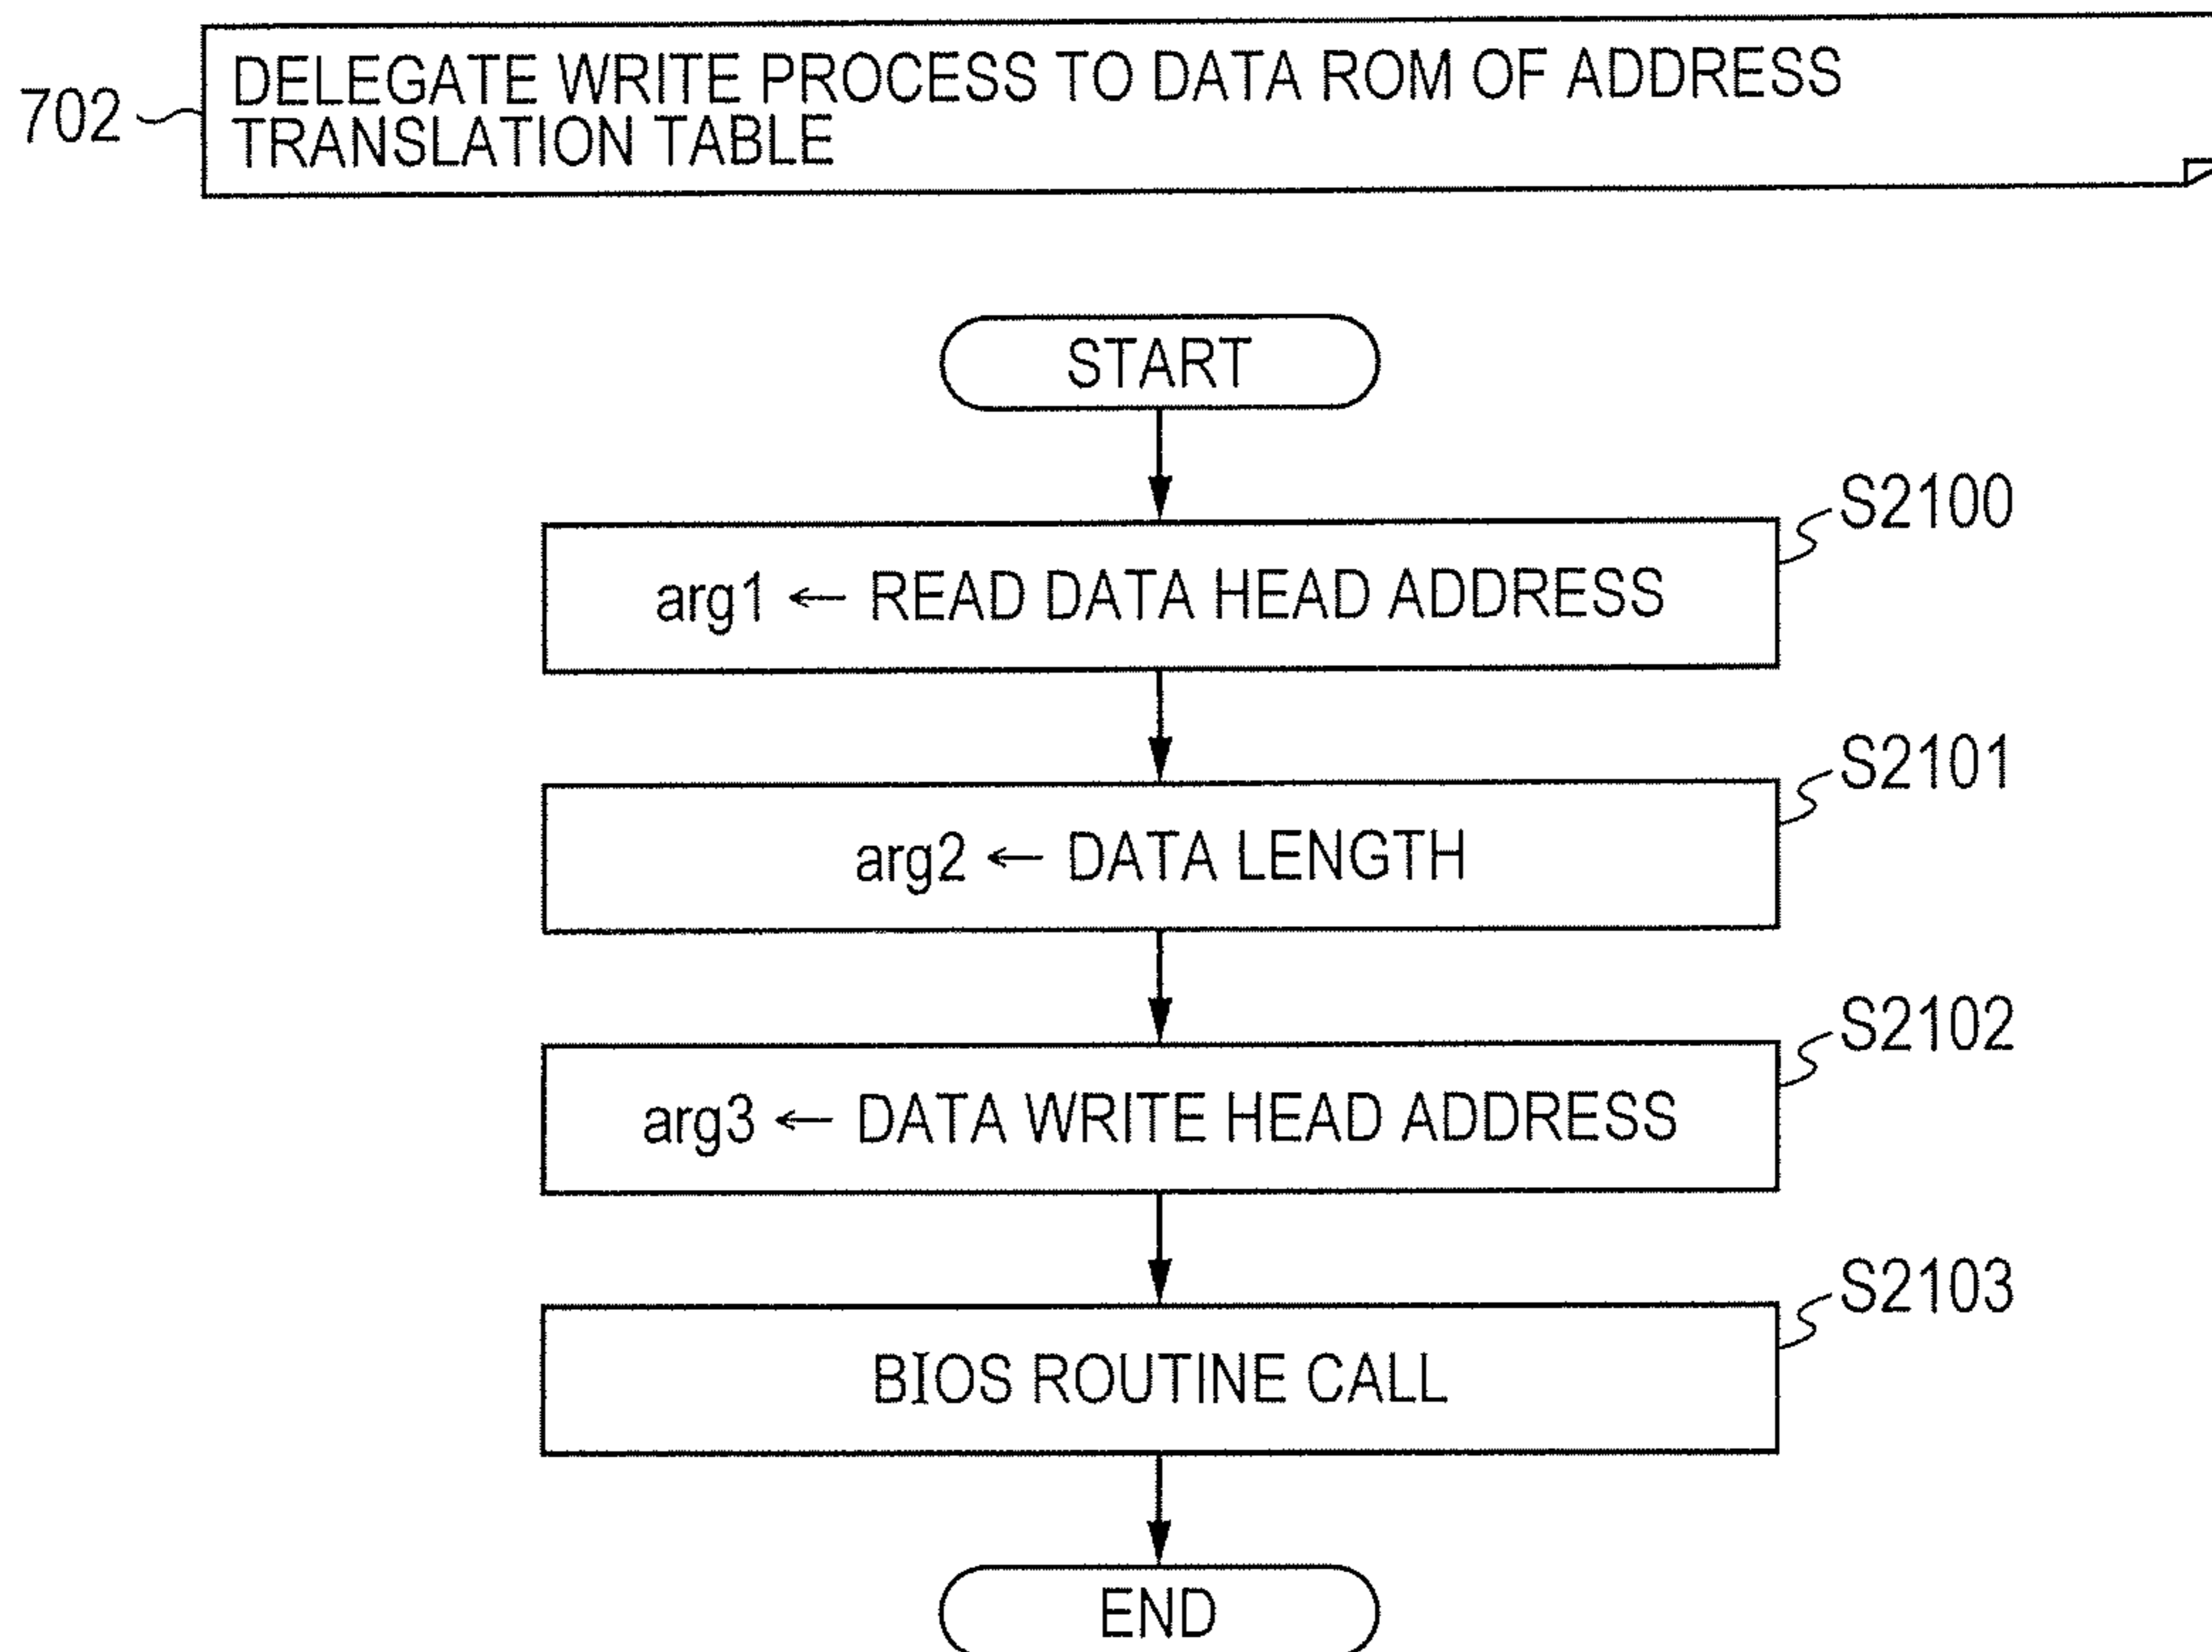 702
DELEGATE WRITE PROCESS TO DATA ROM OF ADDRESS
TRANSLATION TABLE
START
S2100
arg1 ← READ DATA HEAD ADDRESS
S2101
arg2 ← DATA LENGTH
S2102
arg3 ← DATA WRITE HEAD ADDRESS
S2103
BIOS ROUTINE CALL
END